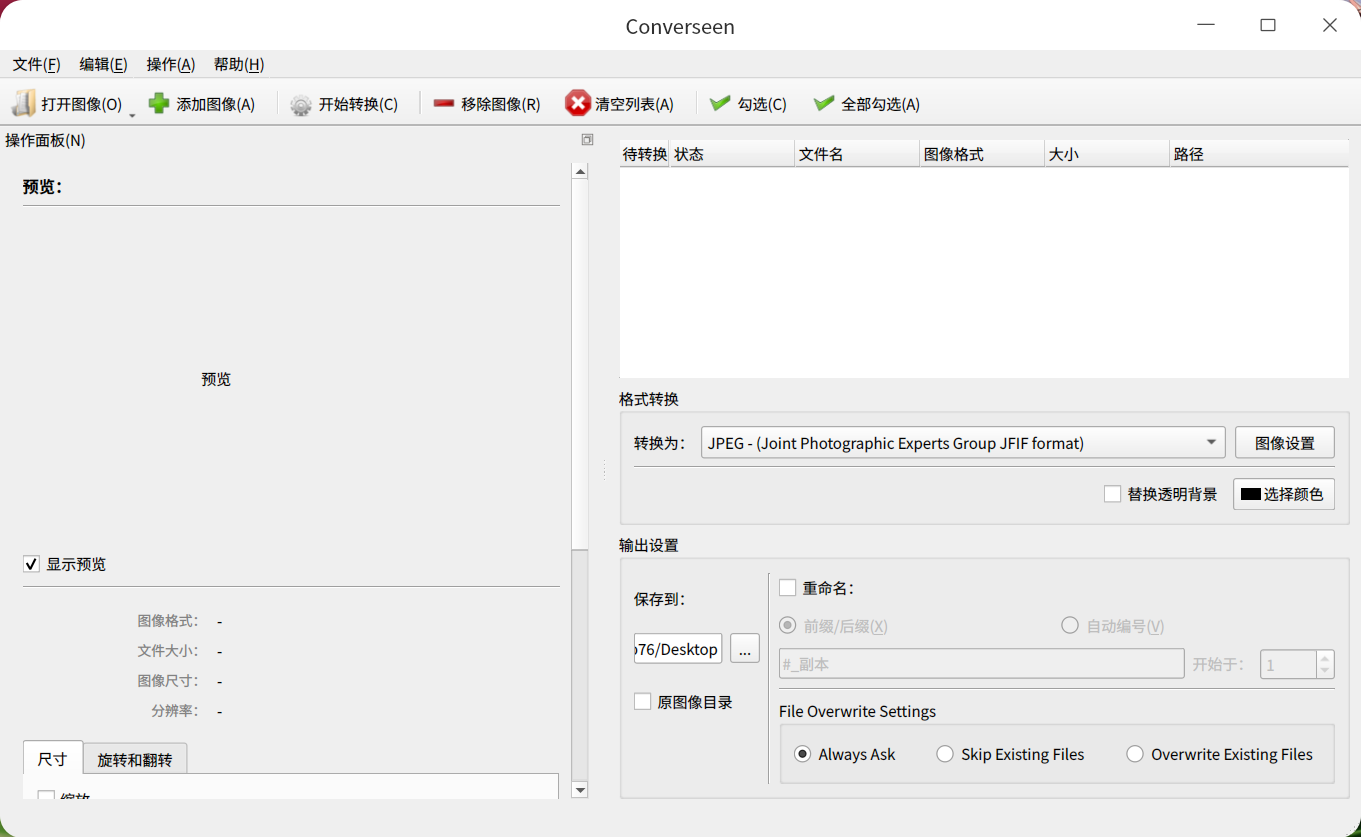 Converseen
文件(F) 编辑(E) 操作(A) 帮助(H)
打开图像(O) 添加图像(A) 开始转换(C) 移除图像(R) 清空列表(A) 勾选(C) 全部勾选(A)
操作面板(N)
预览：
预览
显示预览
图像格式： -
文件大小： -
图像尺寸： -
分辨率： -
尺寸 旋转和翻转
缩放
待转换 状态 文件名 图像格式 大小 路径
格式转换
转换为： JPEG - (Joint Photographic Experts Group JFIF format) 图像设置
替换透明背景 选择颜色
输出设置
保存到：
76/Desktop ...
原图像目录
重命名：
前缀/后缀(X) 自动编号(V)
#_副本 开始于： 1
File Overwrite Settings
Always Ask Skip Existing Files Overwrite Existing Files